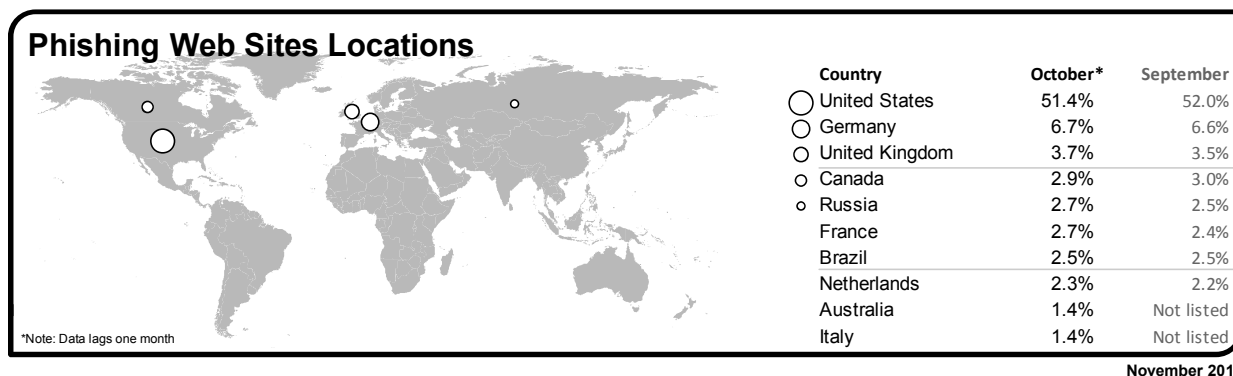 Phishing Web Sites Locations
Country October* September
United States 51.4% 52.0%
Germany 6.7% 6.6%
United Kingdom 3.7% 3.5%
Canada 2.9% 3.0%
Russia 2.7% 2.5%
France 2.7% 2.4%
Brazil 2.5% 2.5%
Netherlands 2.3% 2.2%
Australia 1.4% Not listed
Italy 1.4% Not listed
*Note: Data lags one month
November 201